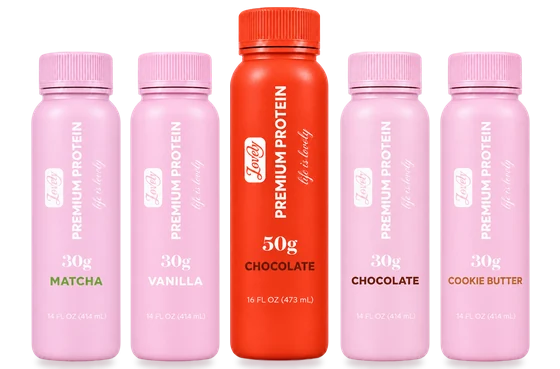 Lovely
PREMIUM PROTEIN
life is lovely
30g
MATCHA
14 FL OZ (414 mL)
Lovely
PREMIUM PROTEIN
life is lovely
30g
VANILLA
14 FL OZ (414 mL)
Lovely
PREMIUM PROTEIN
life is lovely
50g
CHOCOLATE
16 FL OZ (473 mL)
Lovely
PREMIUM PROTEIN
life is lovely
30g
CHOCOLATE
14 FL OZ (414 mL)
Lovely
PREMIUM PROTEIN
life is lovely
30g
COOKIE BUTTER
14 FL OZ (414 mL)